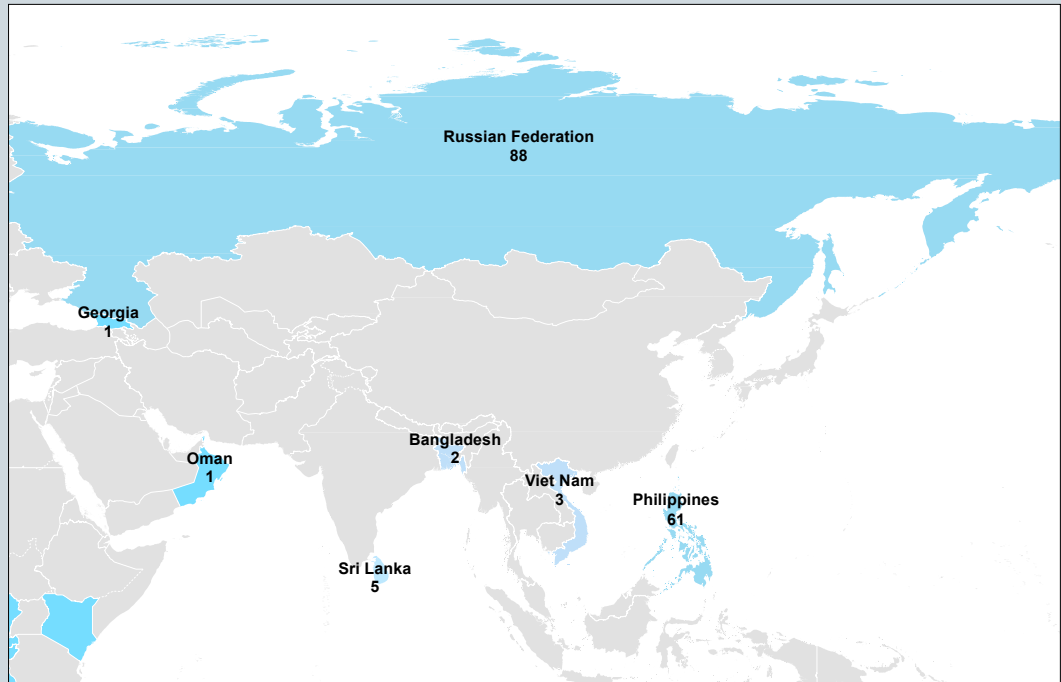 Russian Federation
88
Georgia
1
Bangladesh
2
Oman
1
Viet Nam
3
Philippines
61
Sri Lanka
5